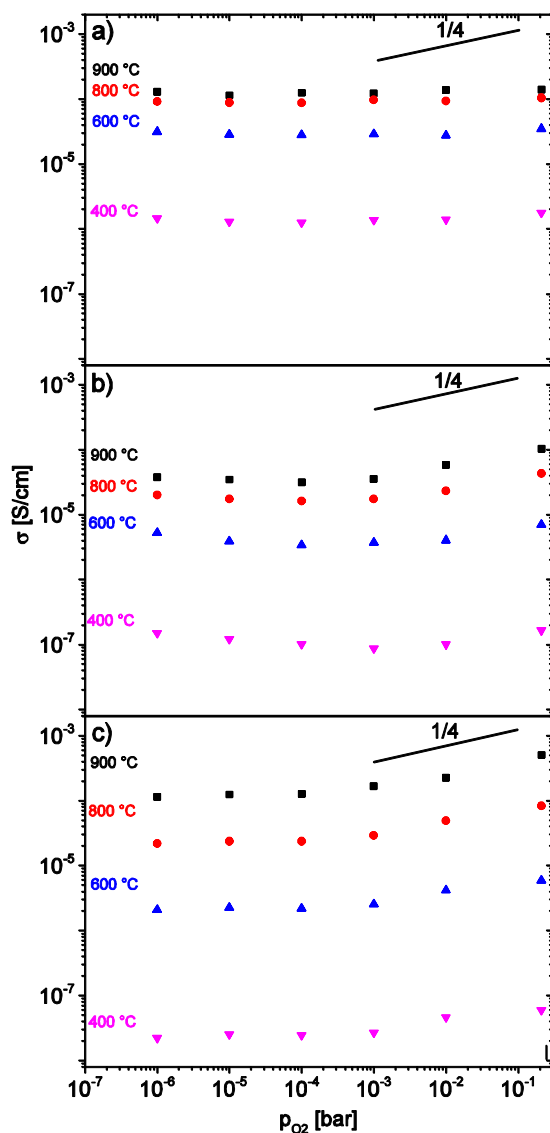 a)
1/4
10⁻³
900 °C
800 °C
600 °C
10⁻⁵
400 °C
10⁻⁷
b)
1/4
10⁻³
900 °C
800 °C
10⁻⁵
600 °C
400 °C
10⁻⁷
σ [S/cm]
c)
1/4
10⁻³
900 °C
800 °C
10⁻⁵
600 °C
10⁻⁷
400 °C
10⁻⁷ 10⁻⁶ 10⁻⁵ 10⁻⁴ 10⁻³ 10⁻² 10⁻¹
p_O2 [bar]